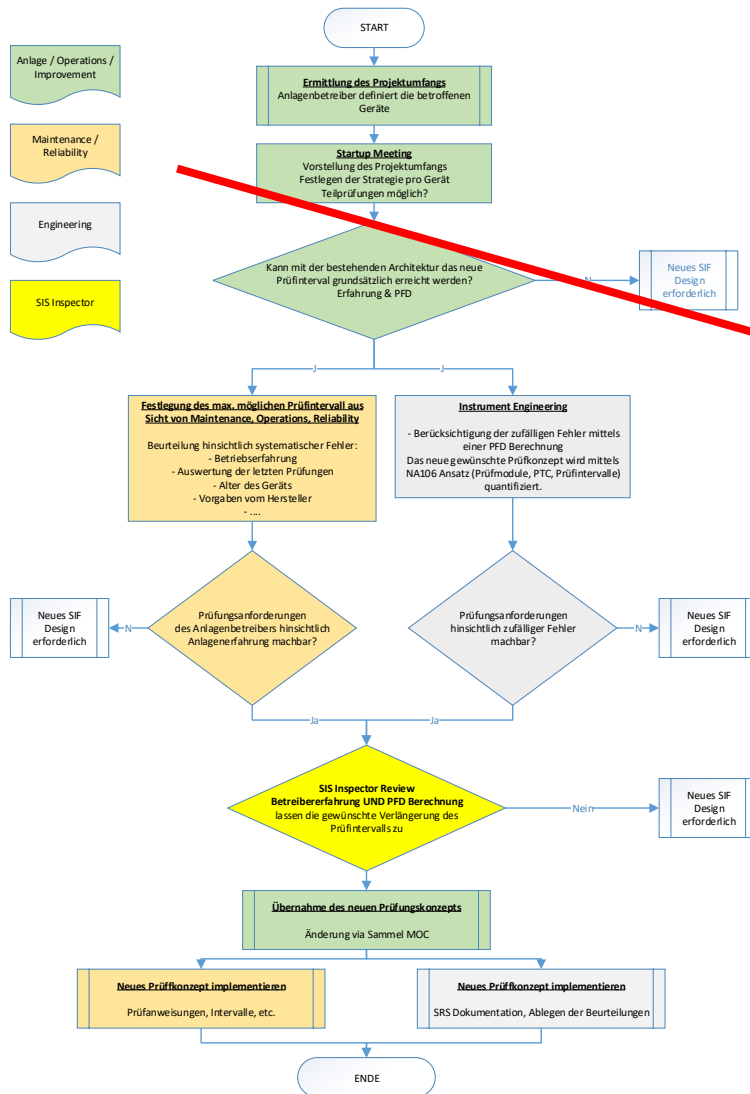 START
Anlage / Operations /
Improvement
Maintenance /
Reliability
Engineering
SIS Inspector
Ermittlung des Projektumfangs
Anlagenbetreiber definiert die betroffenen
Geräte
Startup Meeting
Vorstellung des Projektumfangs
Festlegen der Strategie pro Gerät
Teilprüfungen möglich?
Kann mit der bestehenden Architektur das neue
Prüfinterval grundsätzlich erreicht werden?
Erfahrung & PFD
N
Neues SIF
Design
erforderlich
J
J
Festlegung des max. möglichen Prüfintervall aus
Sicht von Maintenance, Operations, Reliability
Beurteilung hinsichtlich systematischer Fehler:
- Betriebserfahrung
- Auswertung der letzten Prüfungen
- Alter des Geräts
- Vorgaben vom Hersteller
- ....
Instrument Engineering
- Berücksichtigung der zufälligen Fehler mittels
einer PFD Berechnung
Das neue gewünschte Prüfkonzept wird mittels
NA106 Ansatz (Prüfmodule, PTC, Prüfintervalle)
quantifiziert.
Neues SIF
Design
erforderlich
N
Prüfungsanforderungen
des Anlagenbetreibers hinsichtlich
Anlagenerfahrung machbar?
Prüfungsanforderungen
hinsichtlich zufälliger Fehler
machbar?
N
Neues SIF
Design
erforderlich
Ja
Ja
SIS Inspector Review
Betreibererfahrung UND PFD Berechnung
lassen die gewünschte Verlängerung des
Prüfintervalls zu
Nein
Neues SIF
Design
erforderlich
Übernahme des neuen Prüfungskonzepts
Änderung via Sammel MOC
Neues Prüffkonzept implementieren
Prüfanweisungen, Intervalle, etc.
Neues Prüffkonzept implementieren
SRS Dokumentation, Ablegen der Beurteilungen
ENDE